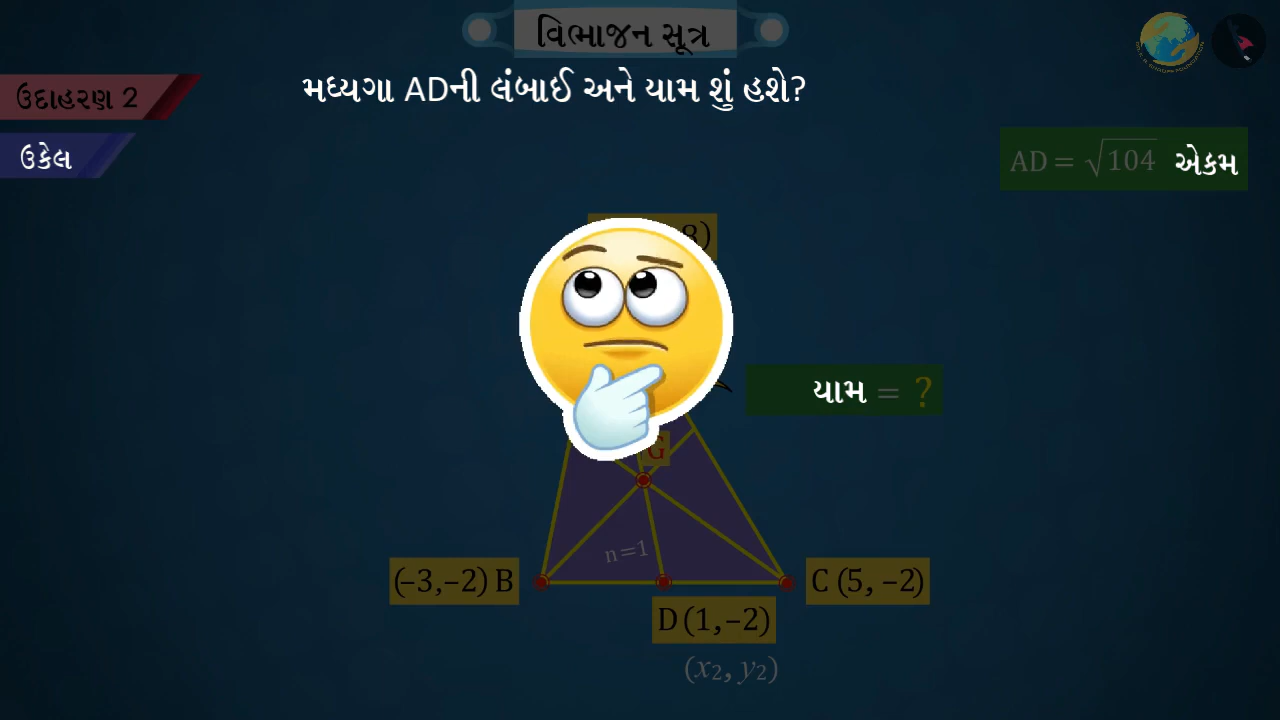 વિભાજન સૂત્ર
ઉદાહરણ 2
મધ્યગા ADની લંબાઈ અને યામ શું હશે?
ઉકેલ
AD = √104 એકમ
8)
યામ = ?
G
n=1
(−3,−2) B
C (5, −2)
D (1,−2)
(x₂, y₂)